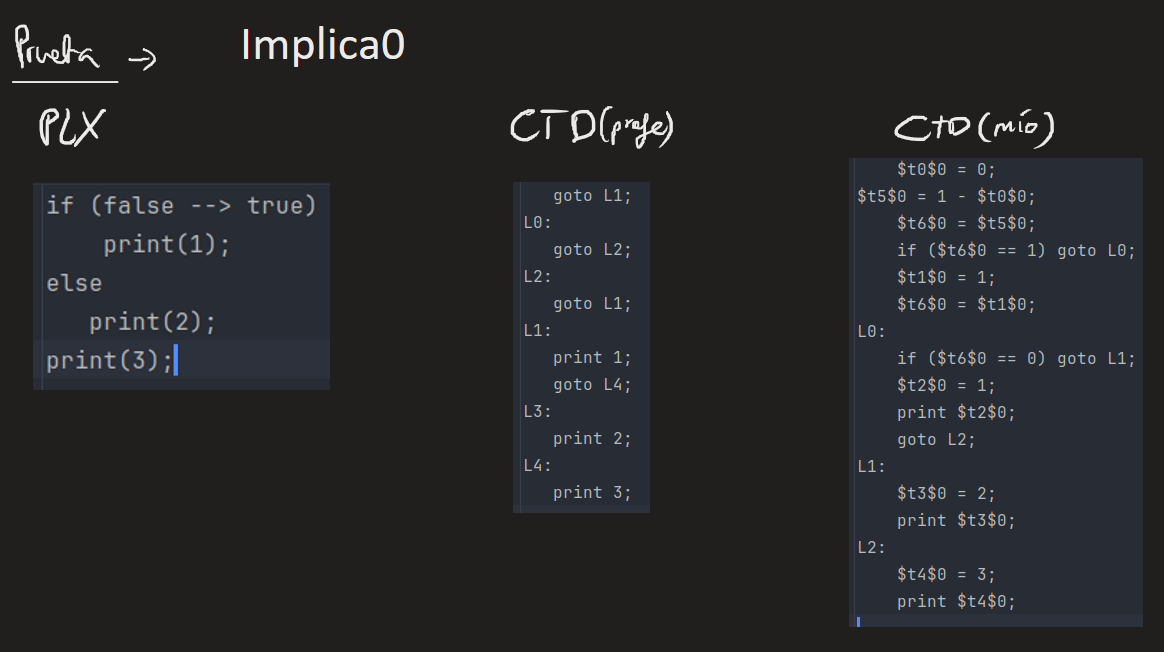 Prueba → Implica0
PLX
if (false --> true)
    print(1);
else
   print(2);
print(3);
CTD(profe)
   goto L1;
L0:
   goto L2;
L2:
   goto L1;
L1:
   print 1;
   goto L4;
L3:
   print 2;
L4:
   print 3;
CTD(mío)
    $t0$0 = 0;
$t5$0 = 1 - $t0$0;
    $t6$0 = $t5$0;
    if ($t6$0 == 1) goto L0;
    $t1$0 = 1;
    $t6$0 = $t1$0;
L0:
    if ($t6$0 == 0) goto L1;
    $t2$0 = 1;
    print $t2$0;
    goto L2;
L1:
    $t3$0 = 2;
    print $t3$0;
L2:
    $t4$0 = 3;
    print $t4$0;